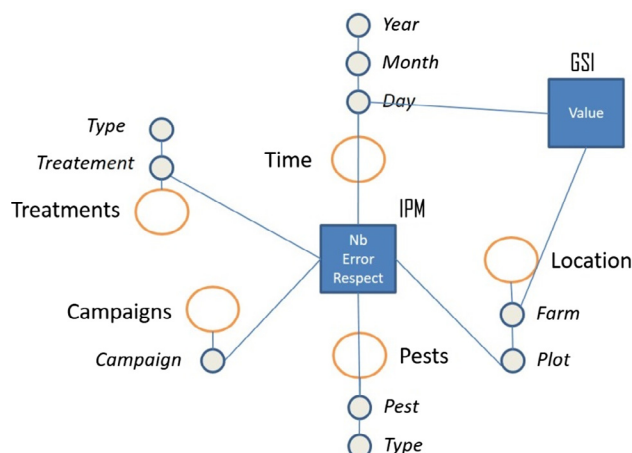 Year
Month
GSI
Day
Value
Type
Time
Treatement
Treatments
IPM
Nb
Error
Respect
Location
Campaigns
Farm
Campaign
Pests
Plot
Pest
Type